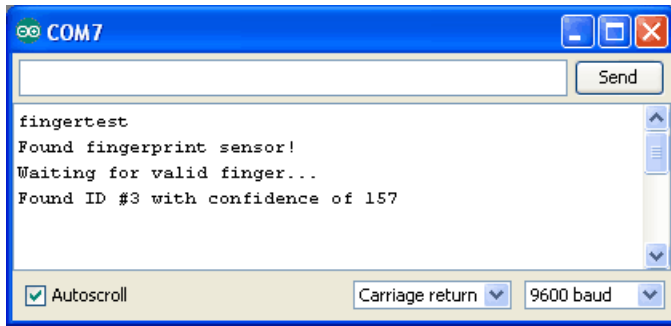 COM7
Send
fingertest
Found fingerprint sensor!
Waiting for valid finger...
Found ID #3 with confidence of 157
Autoscroll
Carriage return
9600 baud